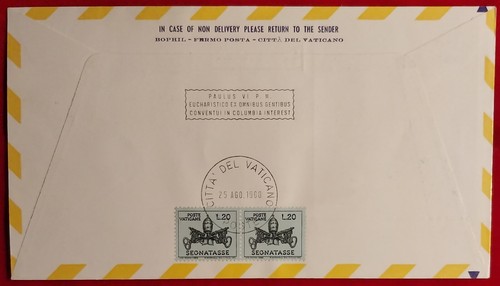 IN CASE OF NON DELIVERY PLEASE RETURN TO THE SENDER
BOPHIL - FERMO POSTA - CITTÀ DEL VATICANO
PAULUS VI P. M.
EUCHARISTICO EX OMNIBUS GENTIBUS
CONVENTUI IN COLUMBIA INTEREST
CITTA' DEL VATICANO
25 AGO. 1968
POSTE
VATICANE
L.20
SEGNATASSE
POSTE
VATICANE
L.20
SEGNATASSE